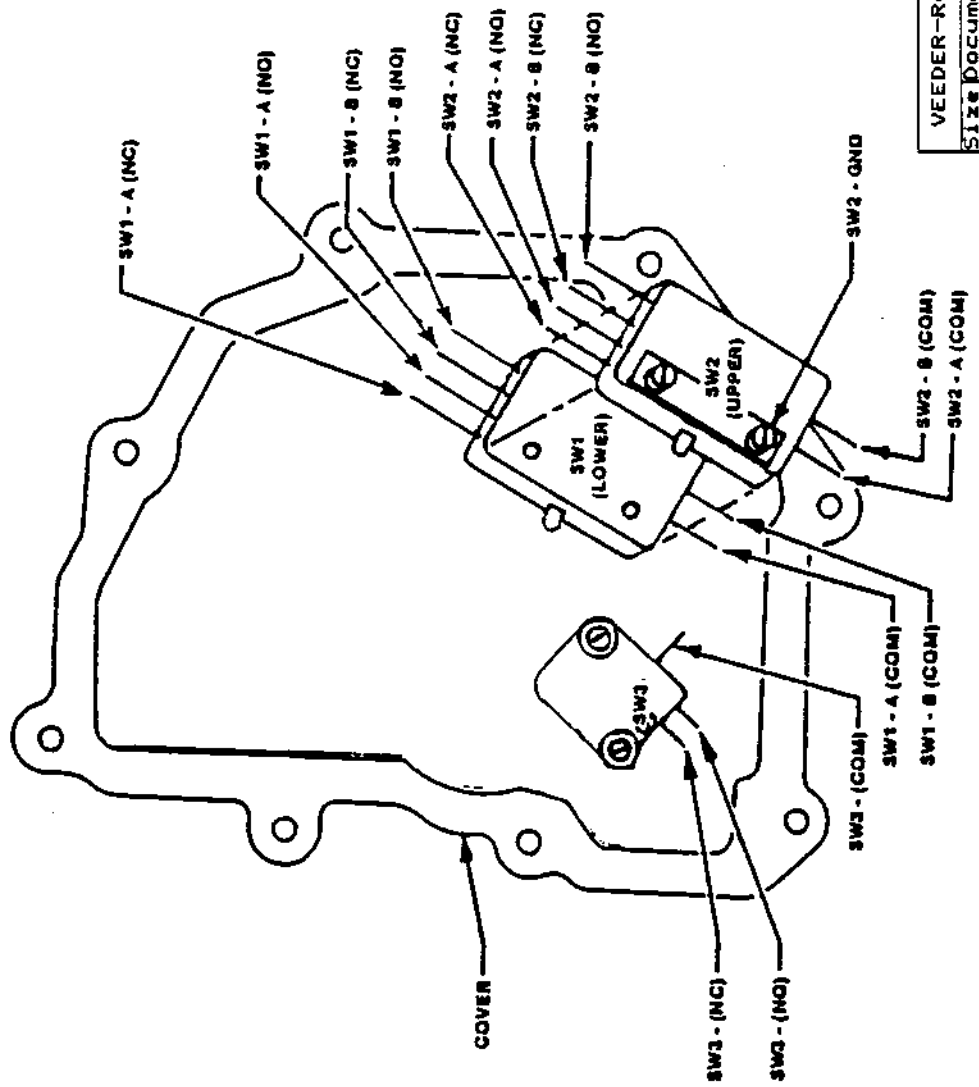 SW1 - A (NC)
SW1 - A (NO)
SW1 - B (NC)
SW1 - B (NO)
SW2 - A (NC)
SW2 - A (NO)
SW2 - B (NC)
SW2 - B (NO)
SW1
(LOWER)
SW2
(UPPER)
SW2 - GND
SW2 - B (COM)
SW2 - A (COM)
SW3
COVER
SW3 - (COM)
SW1 - A (COM)
SW1 - B (COM)
SW3 - (NC)
SW3 - (NO)
VEEDER-R
Size Docum